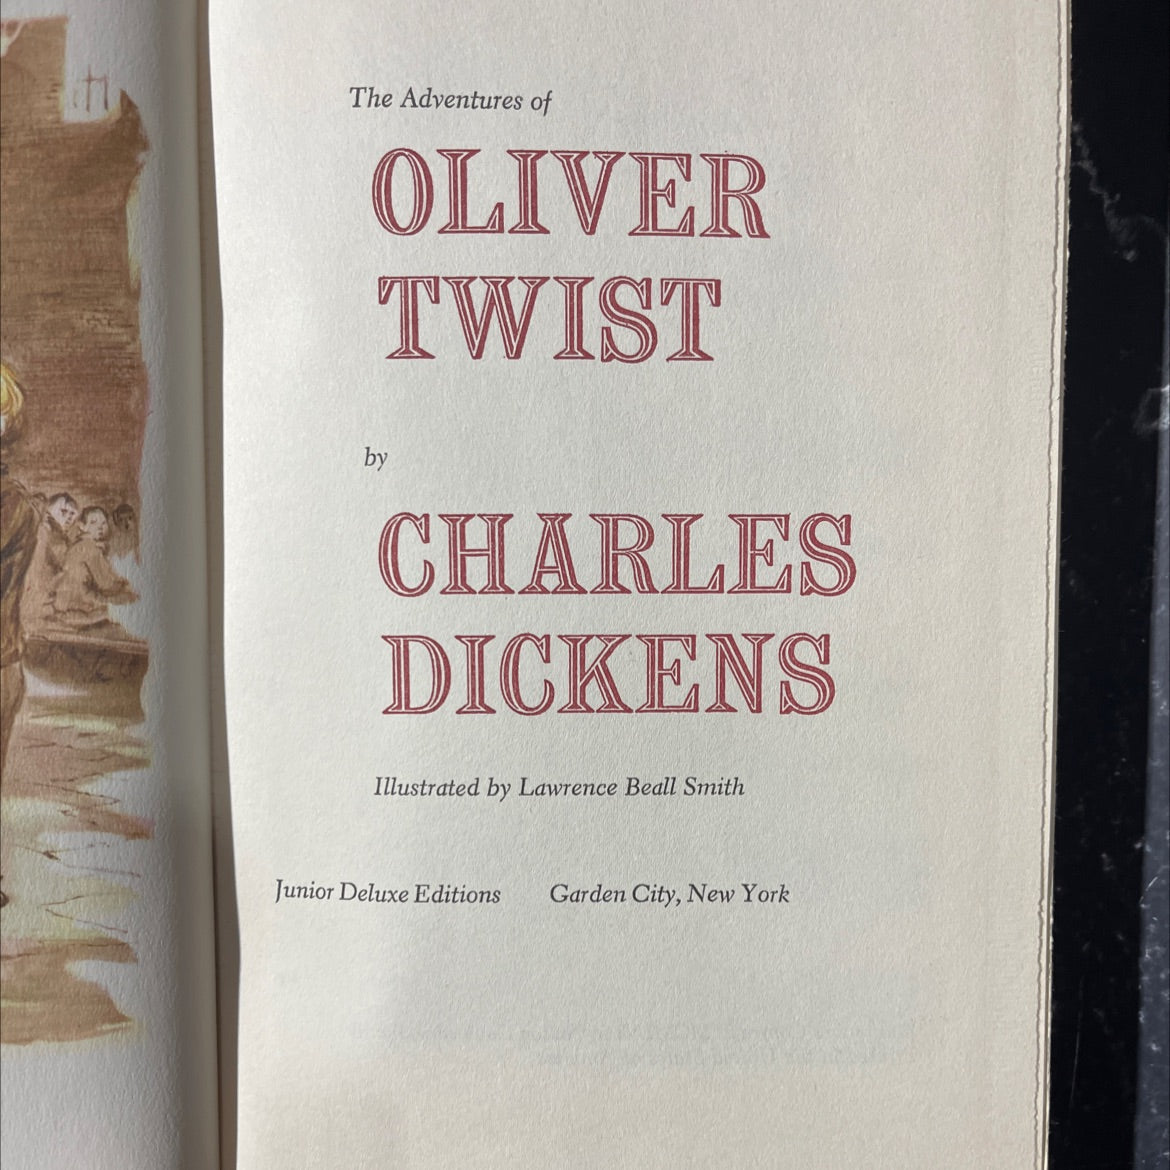 The Adventures of
OLIVER
TWIST
by
CHARLES
DICKENS
Illustrated by Lawrence Beall Smith
Junior Deluxe Editions Garden City, New York